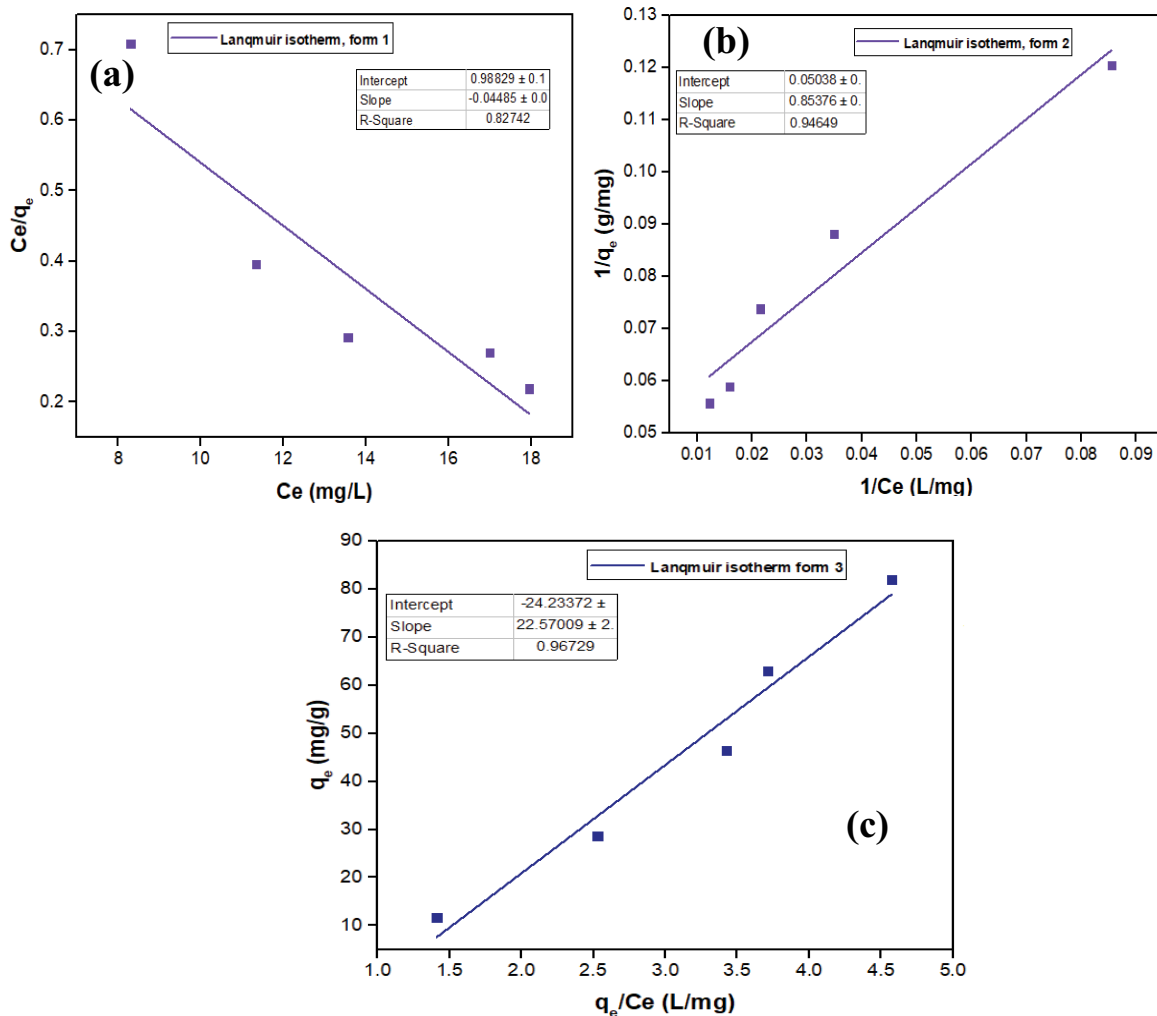 Lanqmuir isotherm, form 1
(a)
Intercept 0.98829 ± 0.1
Slope -0.04485 ± 0.0
R-Square 0.82742
0.7
0.6
0.5
0.4
0.3
0.2
Ce/qe
8 10 12 14 16 18
Ce (mg/L)
Lanqmuir isotherm, form 2
(b)
Intercept 0.05038 ± 0.
Slope 0.85376 ± 0.
R-Square 0.94649
0.13
0.12
0.11
0.10
0.09
0.08
0.07
0.06
0.05
1/qe (g/mg)
0.01 0.02 0.03 0.04 0.05 0.06 0.07 0.08 0.09
1/Ce (L/mg)
Lanqmuir isotherm form 3
Intercept -24.23372 ±
Slope 22.57009 ± 2.
R-Square 0.96729
90
80
70
60
50
40
30
20
10
qe (mg/g)
(c)
1.0 1.5 2.0 2.5 3.0 3.5 4.0 4.5 5.0
qe/Ce (L/mg)